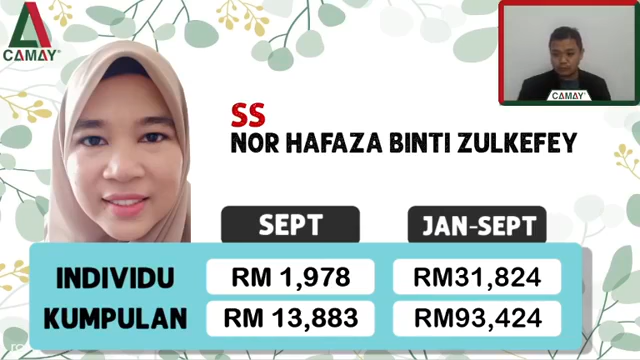 CAMAY®
SS
NOR HAFAZA BINTI ZULKEFEY
SEPT JAN-SEPT
INDIVIDU RM 1,978 RM31,824
KUMPULAN RM 13,883 RM93,424
CAMAY®
CAMAY